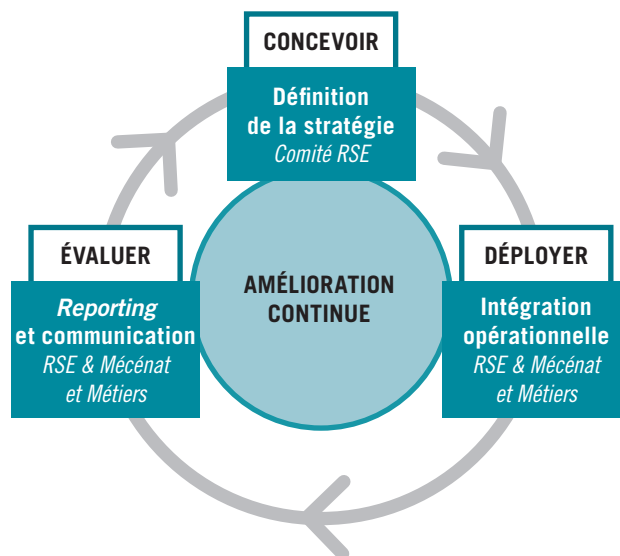 CONCEVOIR
Définition
de la stratégie
Comité RSE
ÉVALUER
Reporting
et communication
RSE & Mécénat
et Métiers
AMÉLIORATION
CONTINUE
DÉPLOYER
Intégration
opérationnelle
RSE & Mécénat
et Métiers